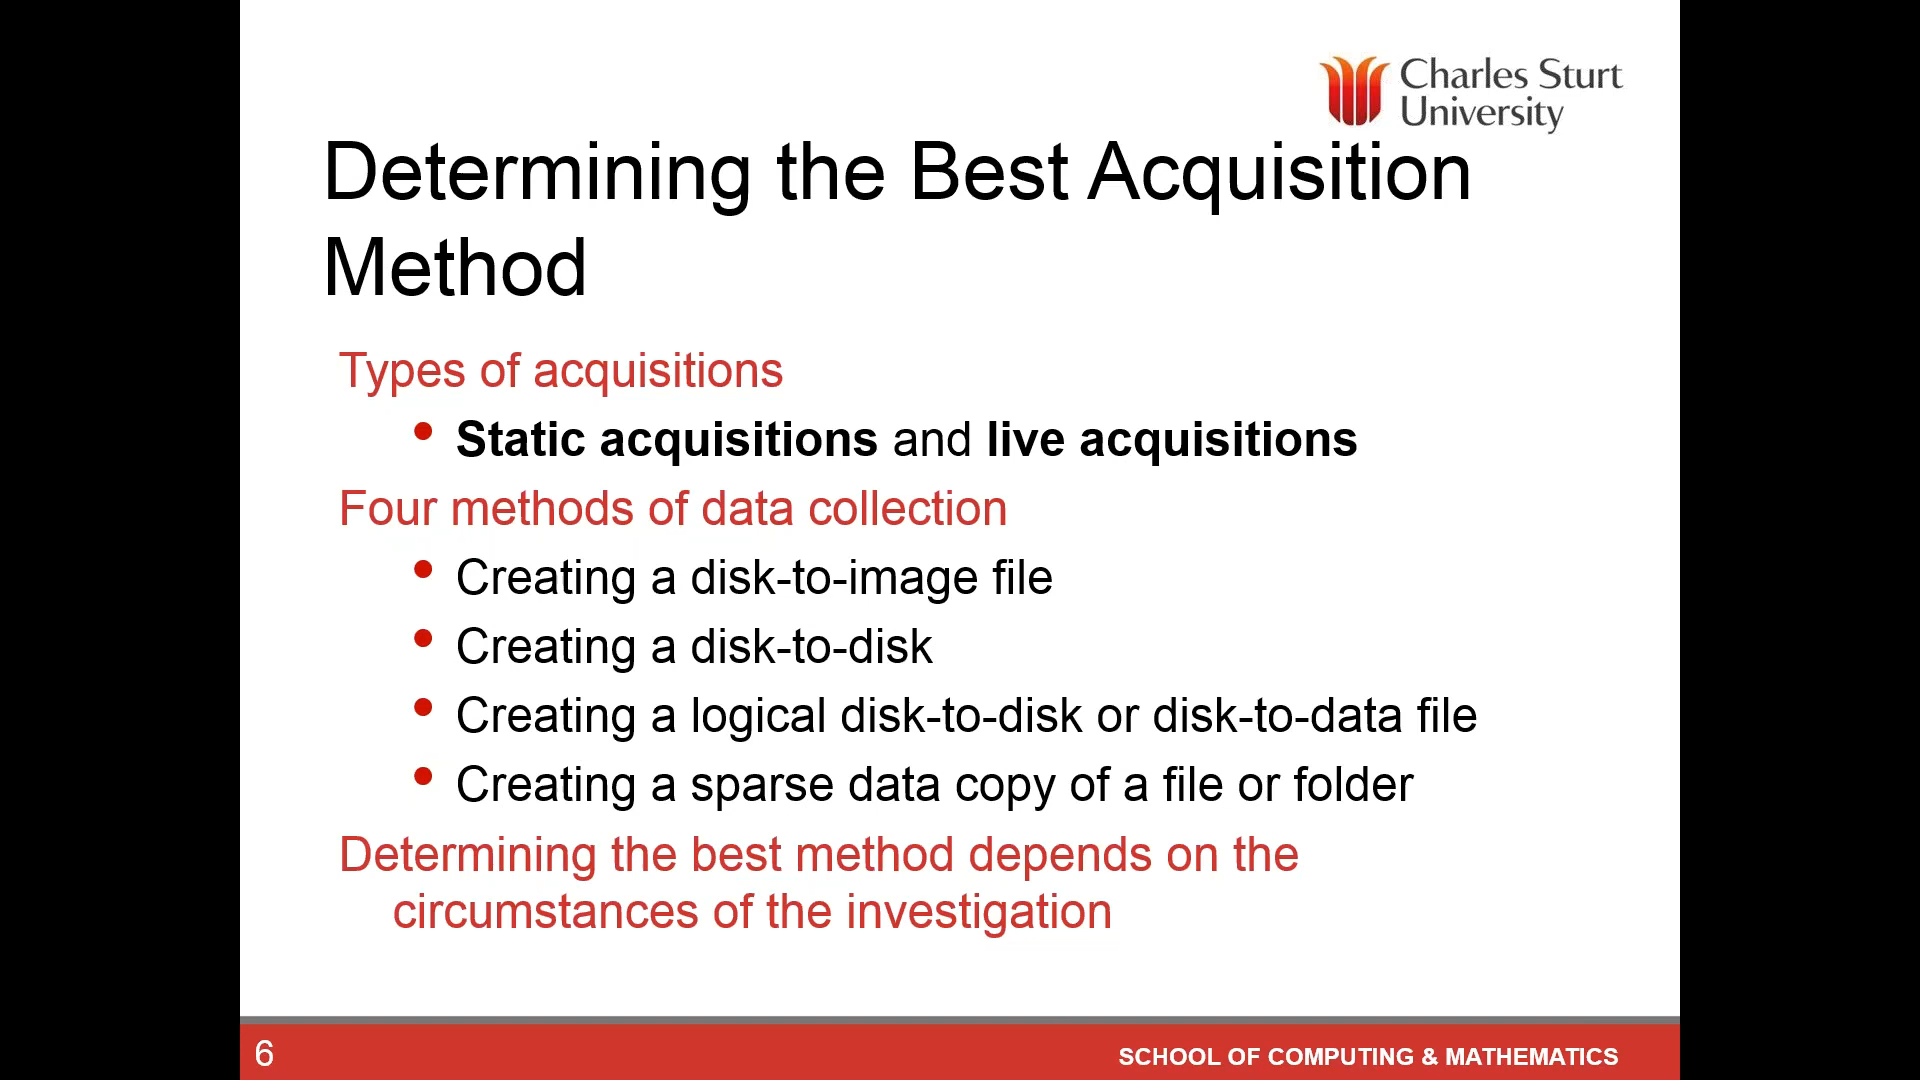 Charles Sturt
University
Determining the Best Acquisition
Method
Types of acquisitions
• Static acquisitions and live acquisitions
Four methods of data collection
• Creating a disk-to-image file
• Creating a disk-to-disk
• Creating a logical disk-to-disk or disk-to-data file
• Creating a sparse data copy of a file or folder
Determining the best method depends on the
circumstances of the investigation
6
SCHOOL OF COMPUTING & MATHEMATICS